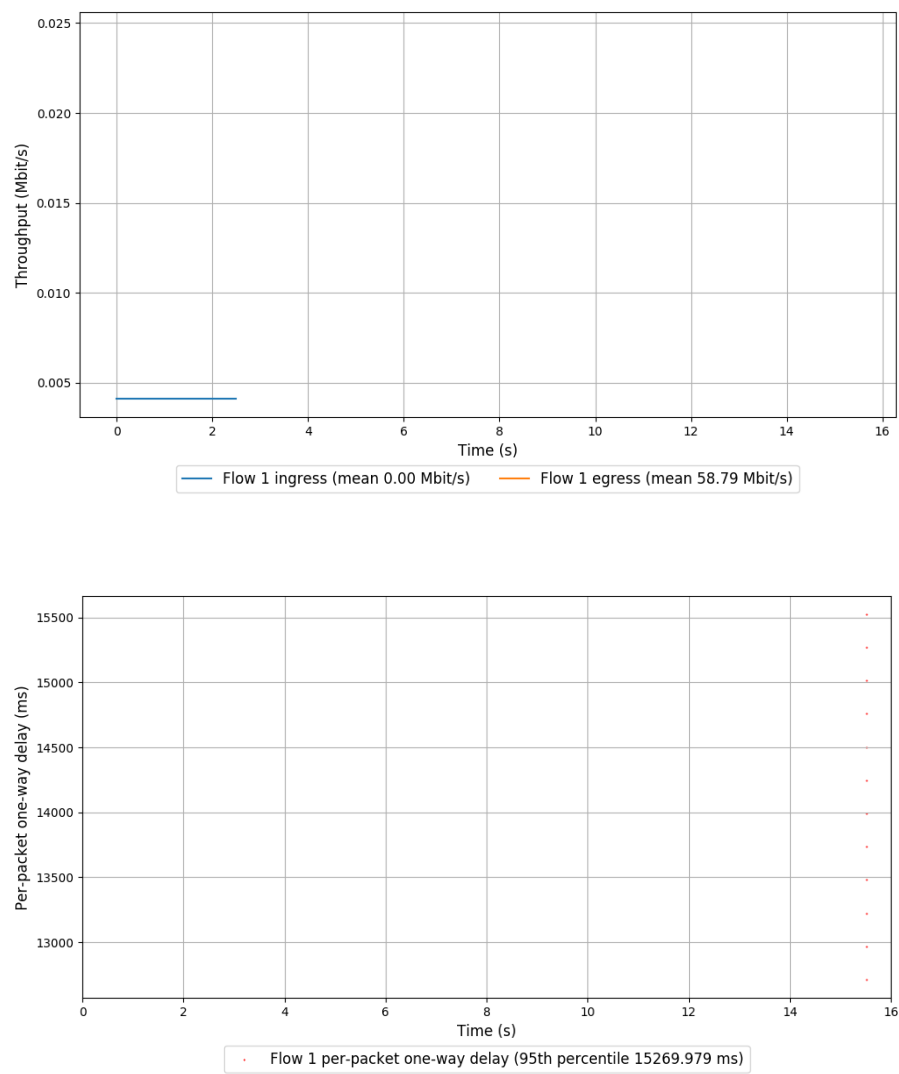 0.025
0.020
0.015
0.010
0.005
Throughput (Mbit/s)
0 2 4 6 8 10 12 14 16
Time (s)
Flow 1 ingress (mean 0.00 Mbit/s) Flow 1 egress (mean 58.79 Mbit/s)
15500
15000
14500
14000
13500
13000
Per-packet one-way delay (ms)
0 2 4 6 8 10 12 14 16
Time (s)
Flow 1 per-packet one-way delay (95th percentile 15269.979 ms)